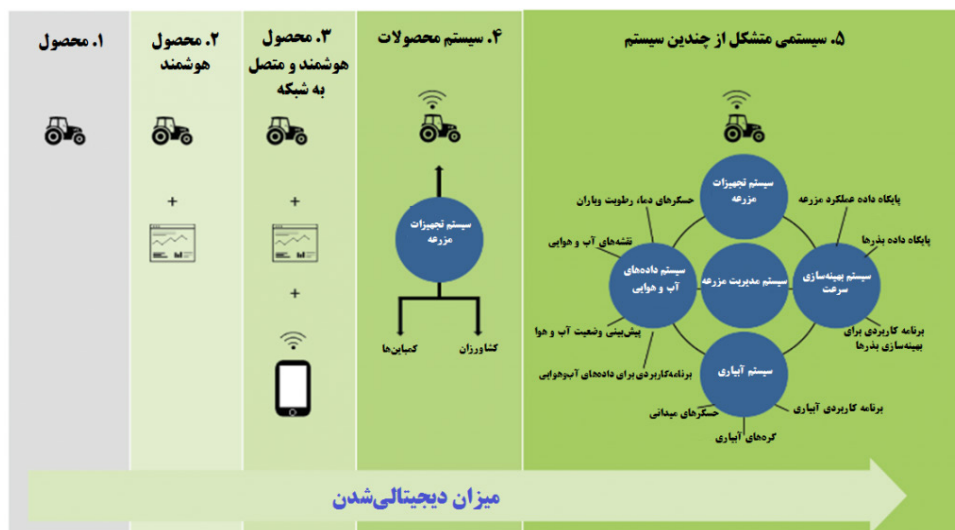 ۱. محصول
۲. محصول
هوشمند
۳. محصول
هوشمند و متصل
به شبکه
۴. سیستم محصولات
۵. سیستمی متشکل از چندین سیستم
سیستم تجهیزات
مزرعه
کشاورزان
کمباین‌ها
سیستم تجهیزات
مزرعه
حسگرهای دما، رطوبت وباران
نقشه‌های آب و هوایی
سیستم داده‌های
آب و هوایی
پیش‌بینی وضعیت آب و هوا
برنامه‌کاربردی برای داده‌های آب‌وهوایی
سیستم مدیریت مزرعه
پایگاه داده عملکرد مزرعه
پایگاه داده بذرها
سیستم بهینه‌سازی
سرعت
برنامه کاربردی برای
بهینه‌سازی بذرها
سیستم آبیاری
حسگرهای میدانی
برنامه کاربردی آبیاری
کره‌های آبیاری
میزان دیجیتالی‌شدن